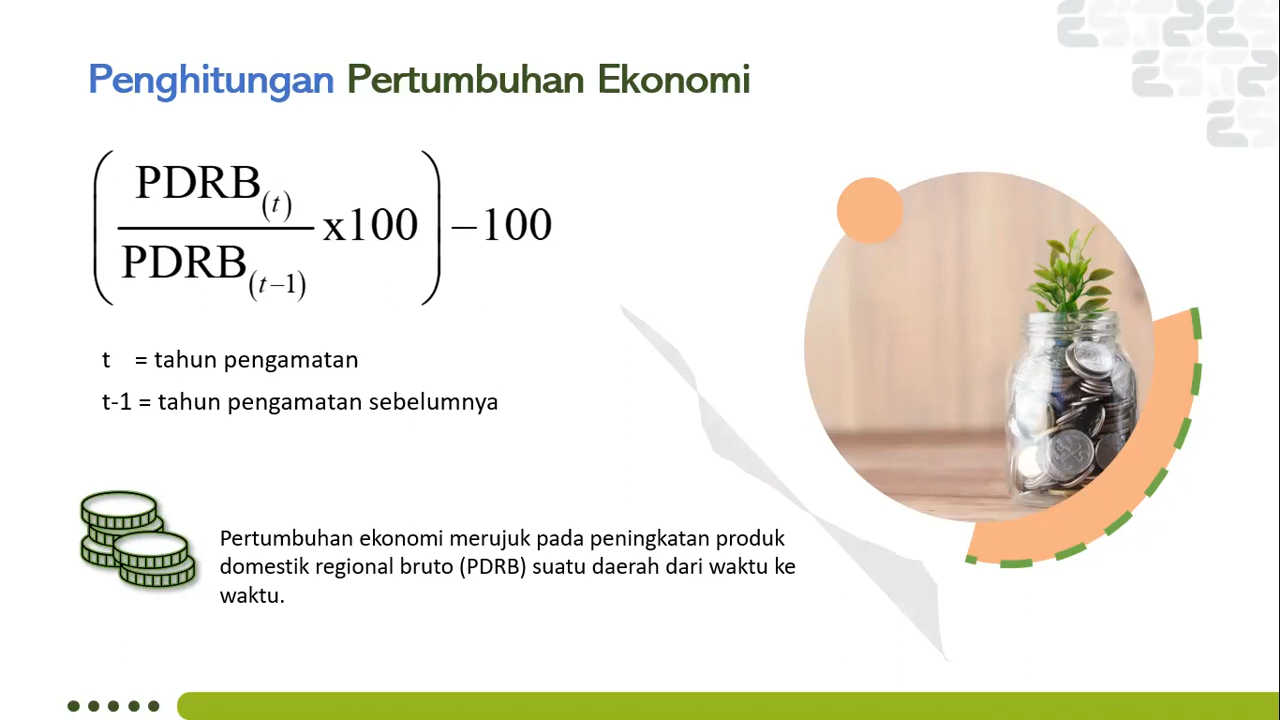 Penghitungan Pertumbuhan Ekonomi
(PDRB(t)/PDRB(t−1) x100) −100
t = tahun pengamatan
t-1 = tahun pengamatan sebelumnya
Pertumbuhan ekonomi merujuk pada peningkatan produk
domestik regional bruto (PDRB) suatu daerah dari waktu ke
waktu.